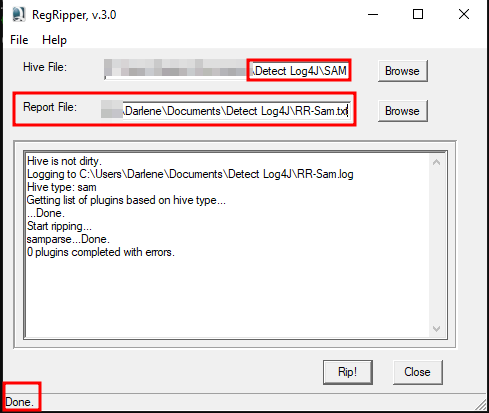 RegRipper, v.3.0
File Help
Hive File: \Detect Log4J\SAM Browse
Report File: \Darlene\Documents\Detect Log4J\RR-Sam.txt Browse
Hive is not dirty.
Logging to C:\Users\Darlene\Documents\Detect Log4J\RR-Sam.log
Hive type: sam
Getting list of plugins based on hive type...
...Done.
Start ripping...
samparse...Done.
0 plugins completed with errors.
Rip! Close
Done.